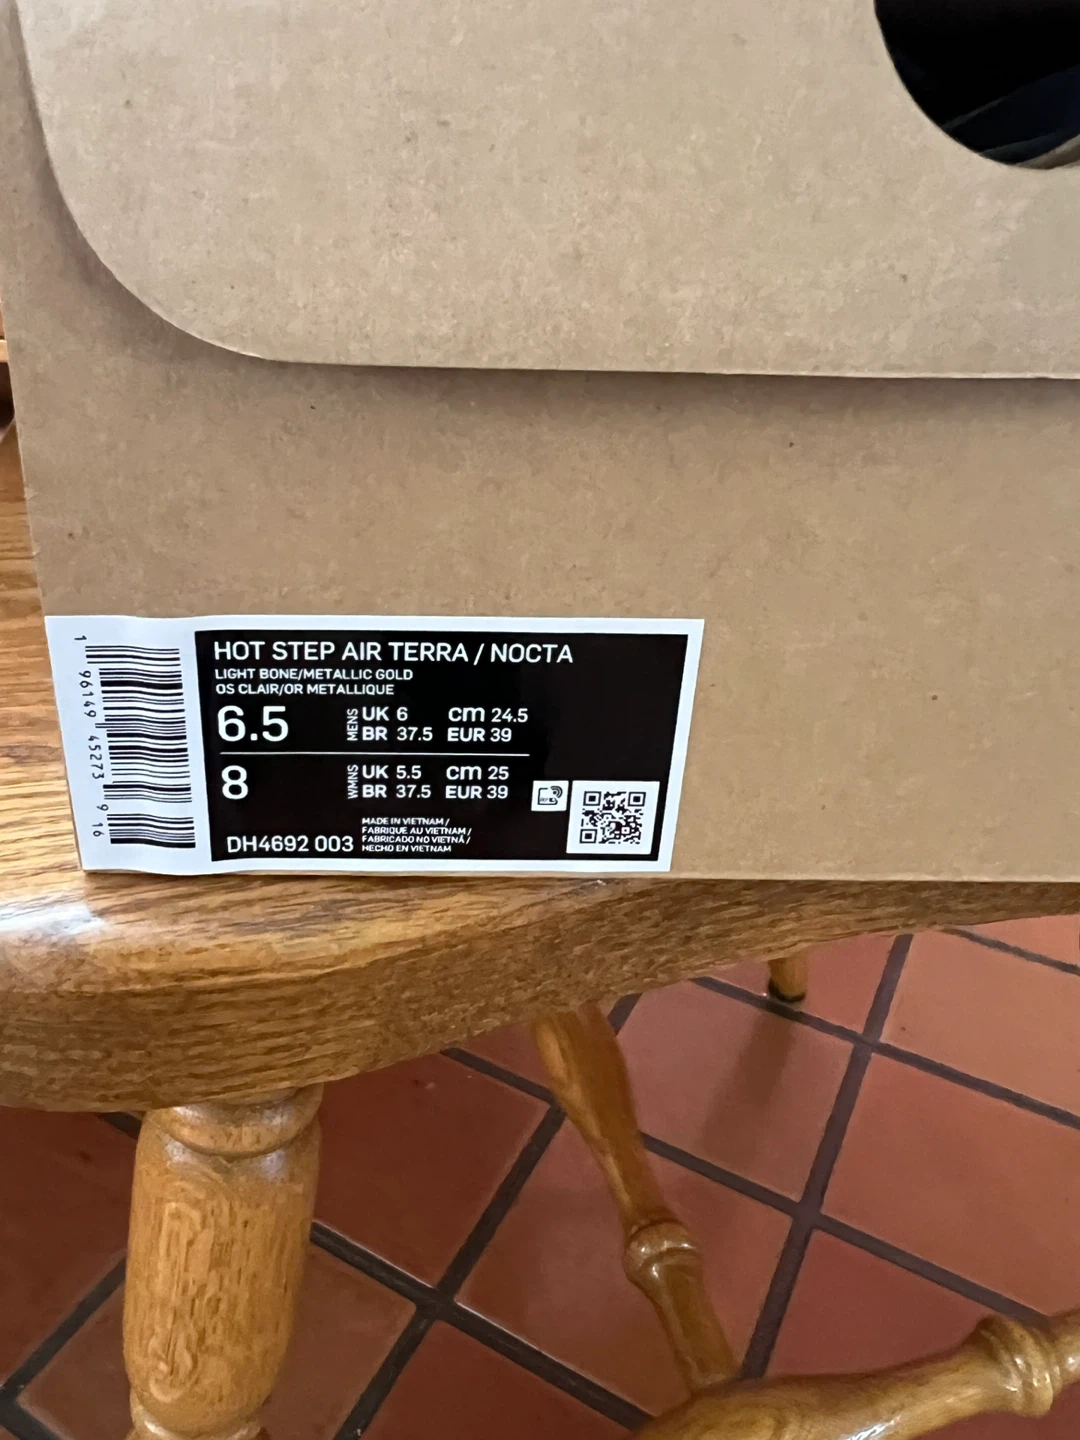 1 96149 45273 9 16
HOT STEP AIR TERRA / NOCTA
LIGHT BONE/METALLIC GOLD
OS CLAIR/OR METALLIQUE
6.5 MENS UK 6 cm 24.5
BR 37.5 EUR 39
8 WMNS UK 5.5 cm 25
BR 37.5 EUR 39
DH4692 003
MADE IN VIETNAM /
FABRIQUE AU VIETNAM /
FABRICADO NO VIETNÃ /
HECHO EN VIETNAM